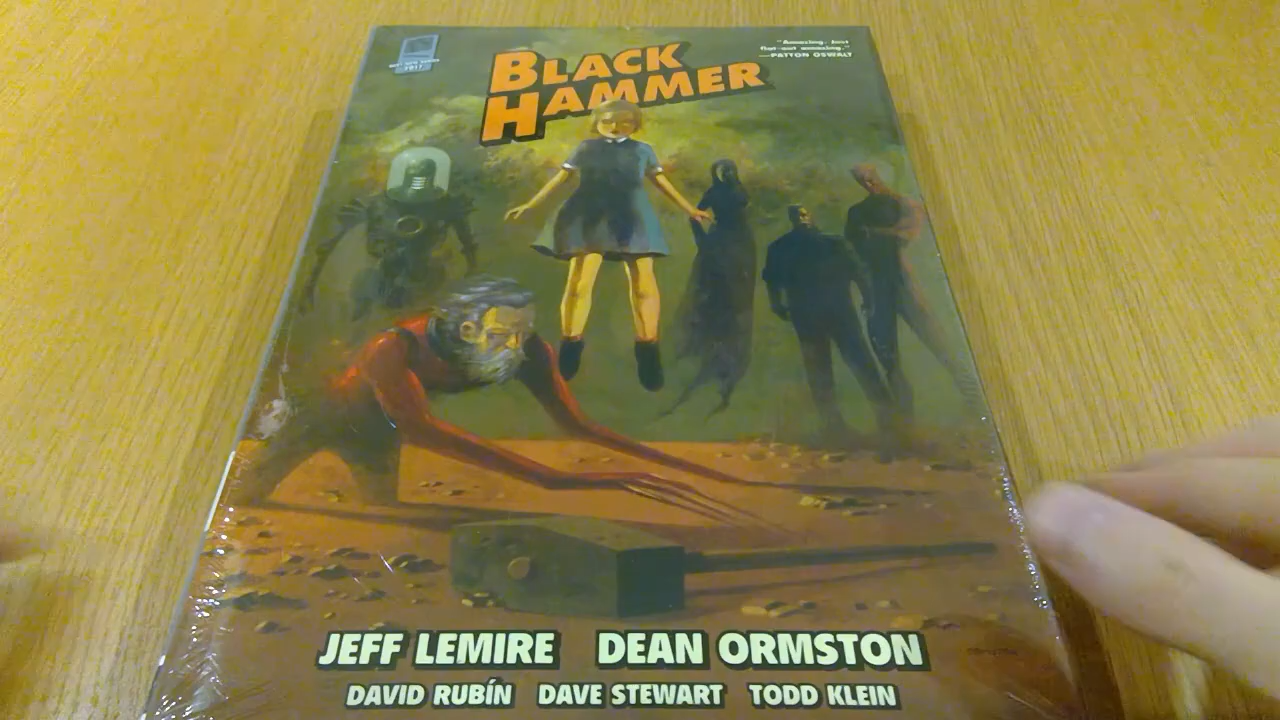 "Amazing. Just
flat-out amazing."
—PATTON OSWALT
2017
BLACK
HAMMER
JEFF LEMIRE DEAN ORMSTON
DAVID RUBÍN DAVE STEWART TODD KLEIN